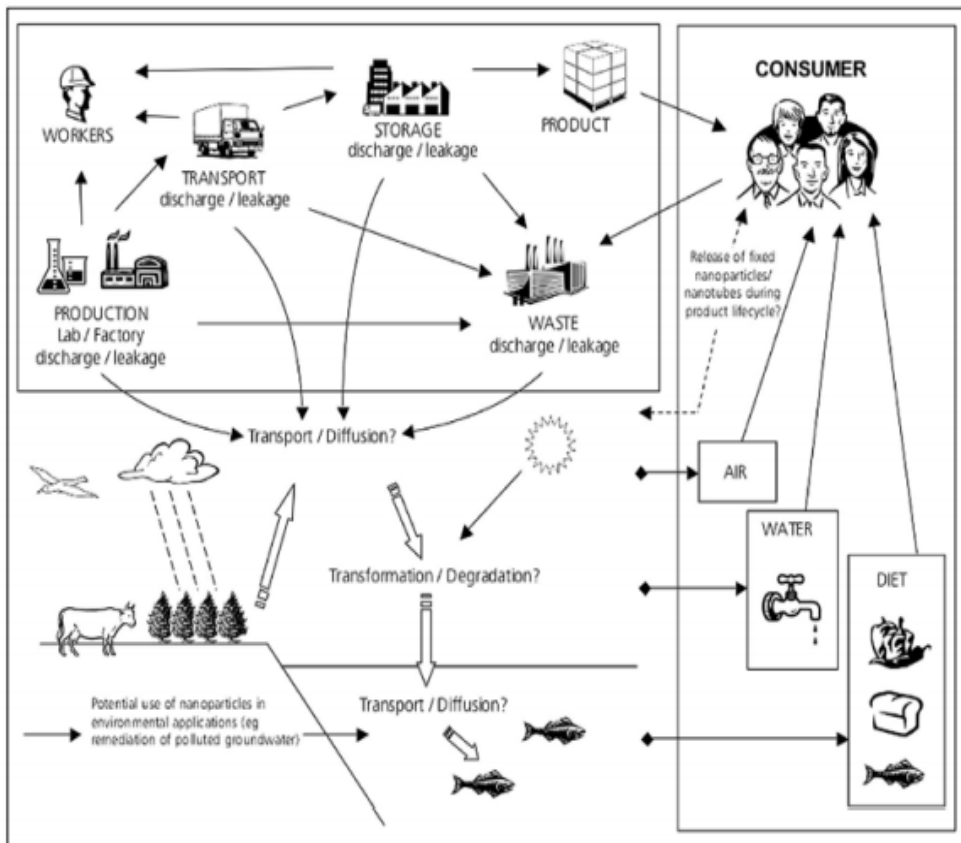 CONSUMER
WORKERS
STORAGE
discharge / leakage
PRODUCT
TRANSPORT
discharge / leakage
PRODUCTION
Lab / Factory
discharge / leakage
WASTE
discharge / leakage
Release of fixed
nanoparticles/
nanotubes during
product lifecycle?
Transport / Diffusion?
AIR
WATER
Transformation / Degradation?
DIET
Potential use of nanoparticles in
environmental applications (eg
remediation of polluted groundwater)
Transport / Diffusion?